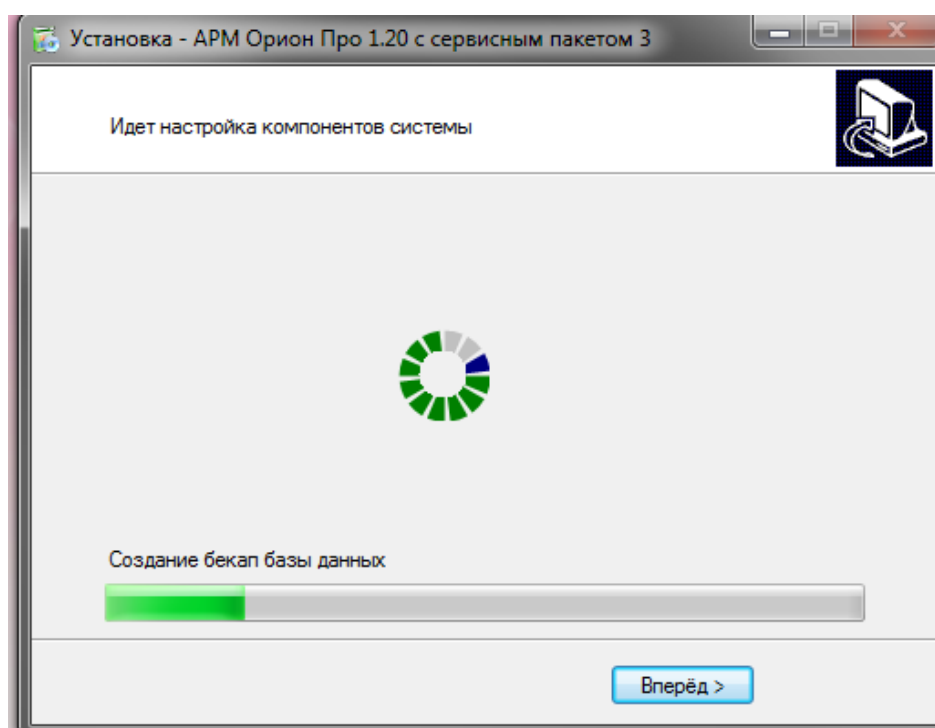 Установка - АРМ Орион Про 1.20 с сервисным пакетом 3
Идет настройка компонентов системы
Создание бекап базы данных
Вперёд >